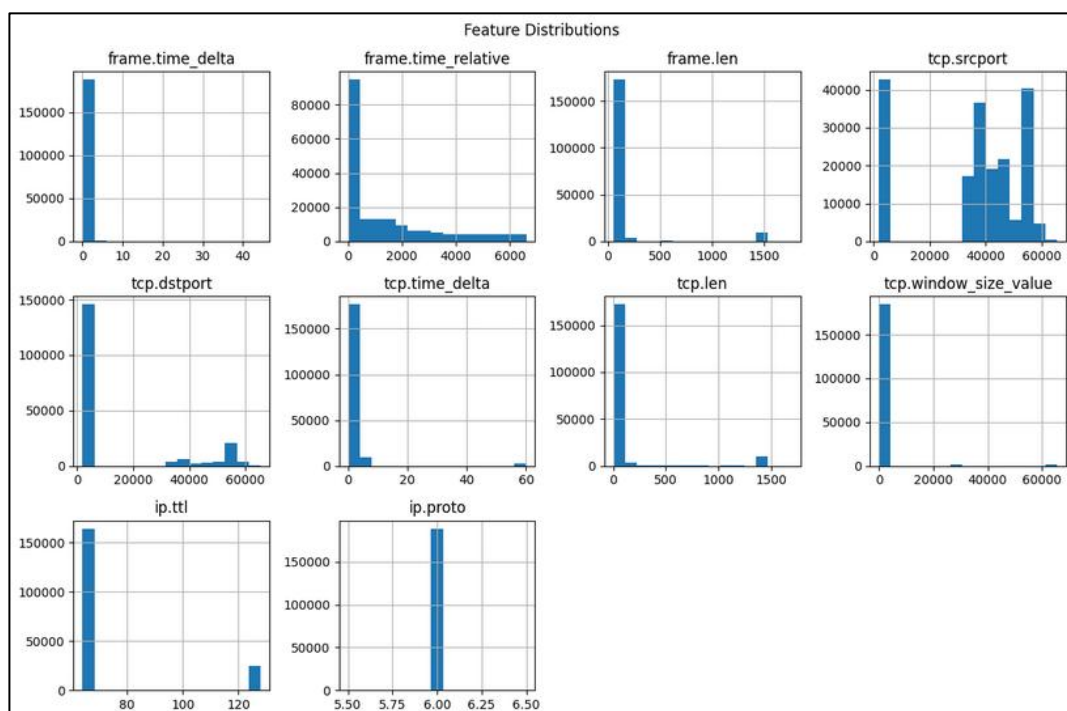 Feature Distributions
frame.time_delta
150000
100000
50000
0
0 10 20 30 40
frame.time_relative
80000
60000
40000
20000
0
0 2000 4000 6000
frame.len
150000
100000
50000
0
0 500 1000 1500
tcp.srcport
40000
30000
20000
10000
0
0 20000 40000 60000
tcp.dstport
150000
100000
50000
0
0 20000 40000 60000
tcp.time_delta
150000
100000
50000
0
0 20 40 60
tcp.len
150000
100000
50000
0
0 500 1000 1500
tcp.window_size_value
150000
100000
50000
0
0 20000 40000 60000
ip.ttl
150000
100000
50000
0
80 100 120
ip.proto
150000
100000
50000
0
5.50 5.75 6.00 6.25 6.50